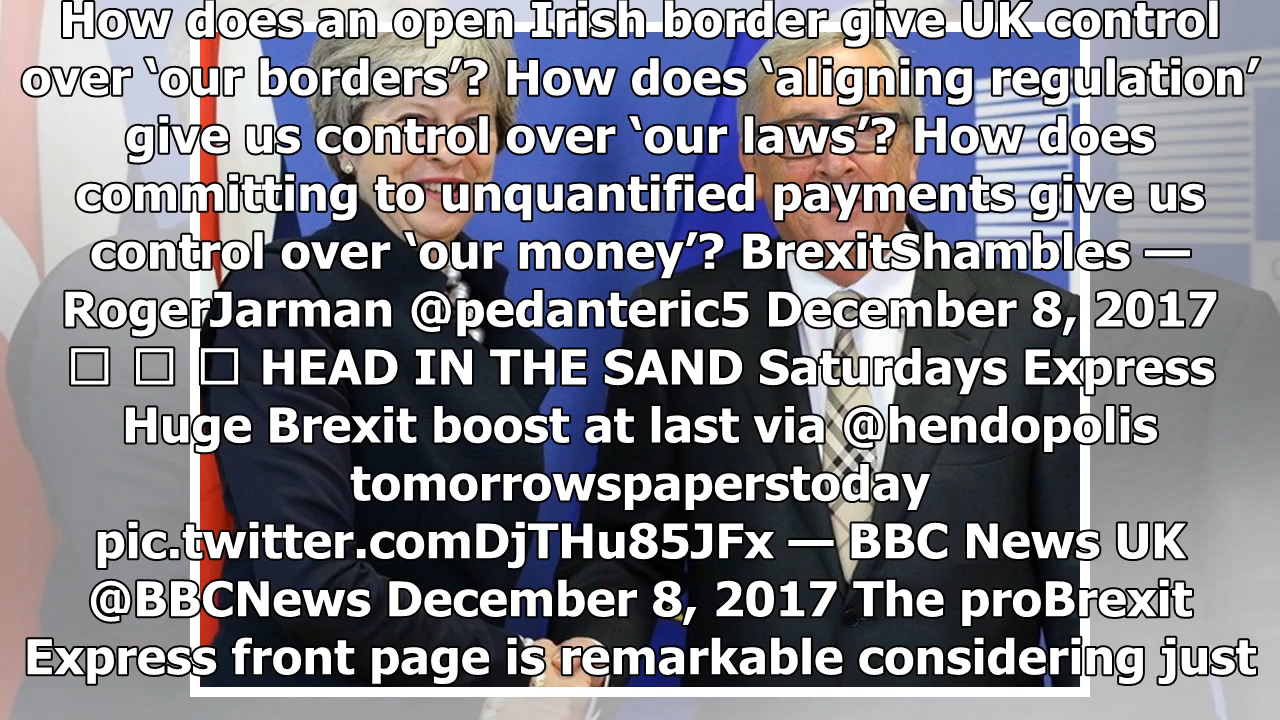 How does an open Irish border give UK control
over ‘our borders’? How does ‘aligning regulation’
give us control over ‘our laws’? How does
committing to unquantified payments give us
control over ‘our money’? BrexitShambles —
RogerJarman @pedanteric5 December 8, 2017
□ □ □ HEAD IN THE SAND Saturdays Express
Huge Brexit boost at last via @hendopolis
tomorrowspaperstoday
pic.twitter.comDjTHu85JFx — BBC News UK
@BBCNews December 8, 2017 The proBrexit
Express front page is remarkable considering just